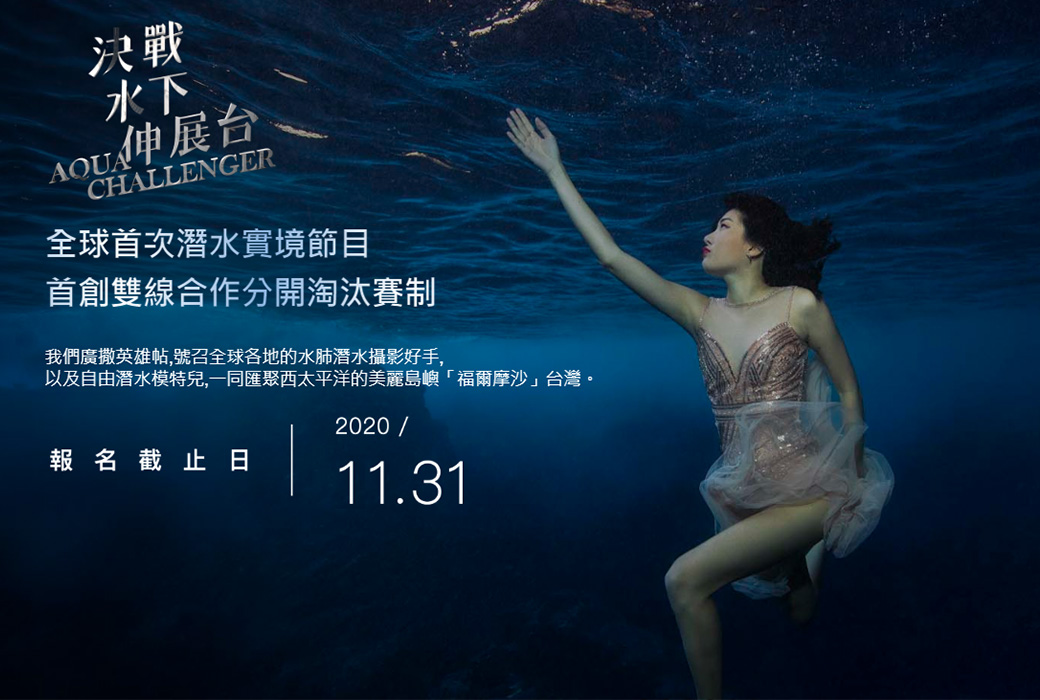 決戰
水下
伸展台
AQUA
CHALLENGER
全球首次潛水實境節目
首創雙線合作分開淘汰賽制
我們廣撒英雄帖,號召全球各地的水肺潛水攝影好手,
以及自由潛水模特兒,一同匯聚西太平洋的美麗島嶼「福爾摩沙」台灣。
報名截止日
2020 /
11.31